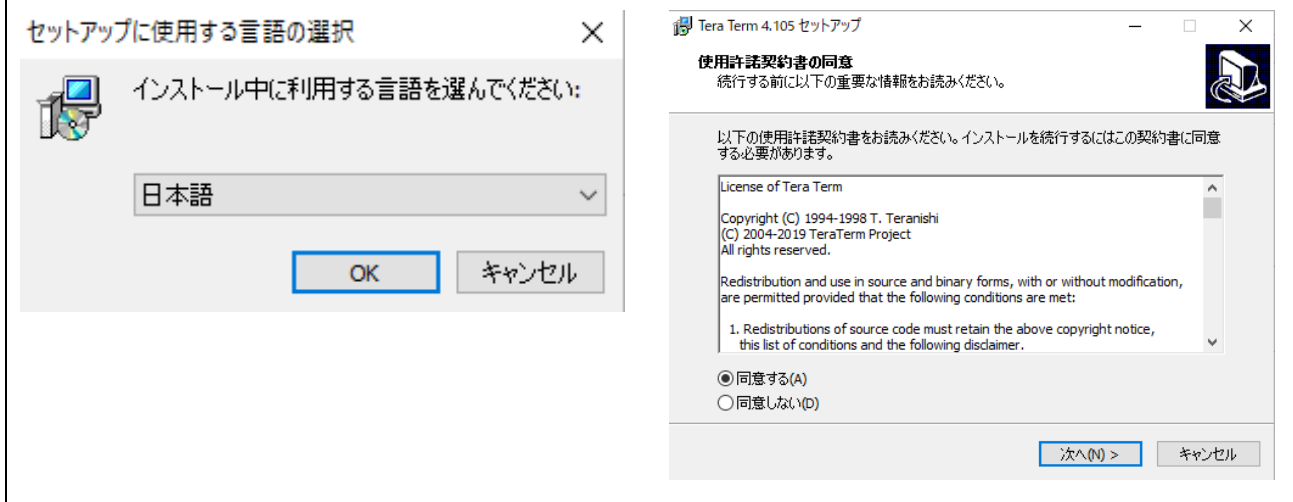 セットアップに使用する言語の選択
インストール中に利用する言語を選んでください:
日本語
OK
キャンセル
Tera Term 4.105 セットアップ
使用許諾契約書の同意
続行する前に以下の重要な情報をお読みください。
以下の使用許諾契約書をお読みください。インストールを続行するにはこの契約書に同意
する必要があります。
License of Tera Term
Copyright (C) 1994-1998 T. Teranishi
(C) 2004-2019 TeraTerm Project
All rights reserved.
Redistribution and use in source and binary forms, with or without modification,
are permitted provided that the following conditions are met:
1. Redistributions of source code must retain the above copyright notice,
this list of conditions and the following disclaimer.
同意する(A)
同意しない(D)
次へ(N) >
キャンセル